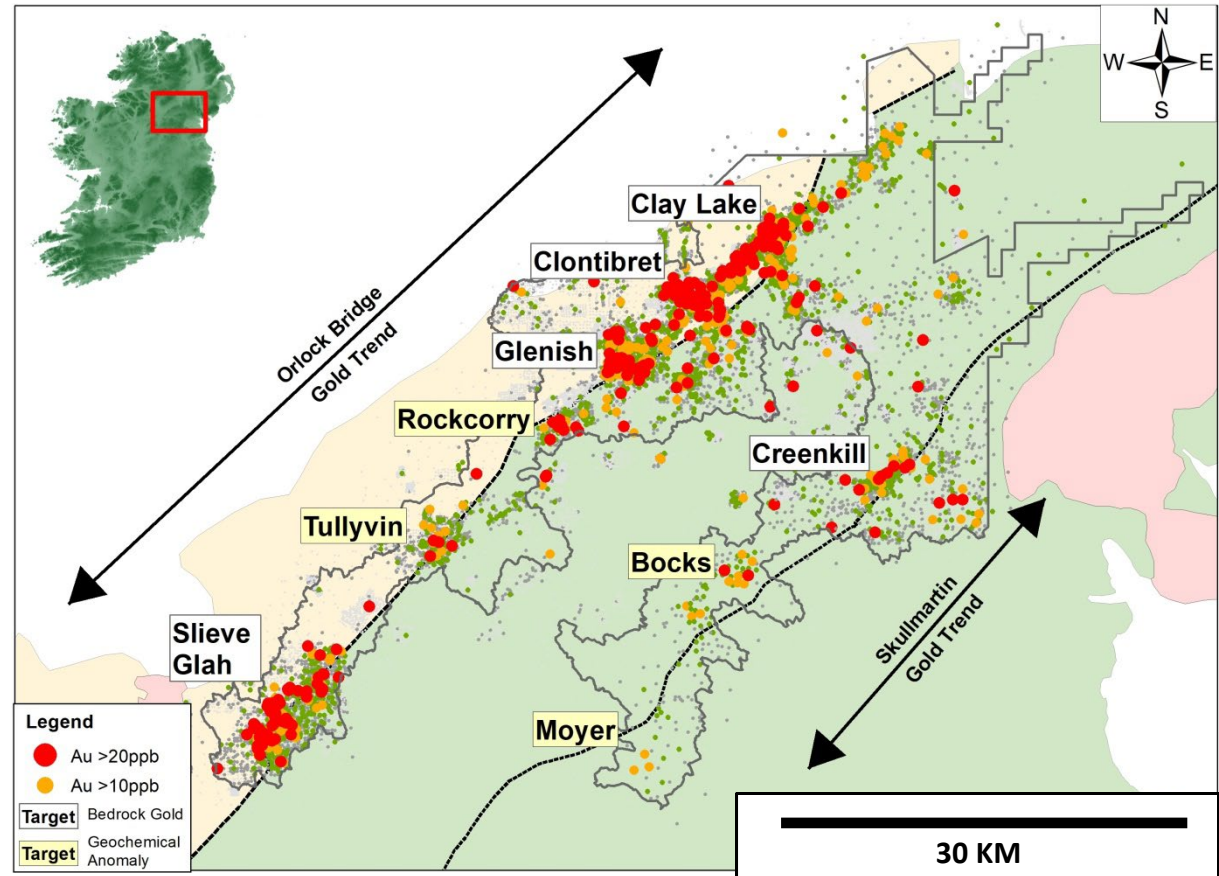 N
W E
S
Orlock Bridge
Gold Trend
Clay Lake
Clontibret
Glenish
Rockcorry
Creenkill
Tullyvin
Bocks
Skullmartin
Gold Trend
Slieve
Glah
Moyer
Legend
Au >20ppb
Au >10ppb
Target Bedrock Gold
Target Geochemical
Anomaly
30 KM